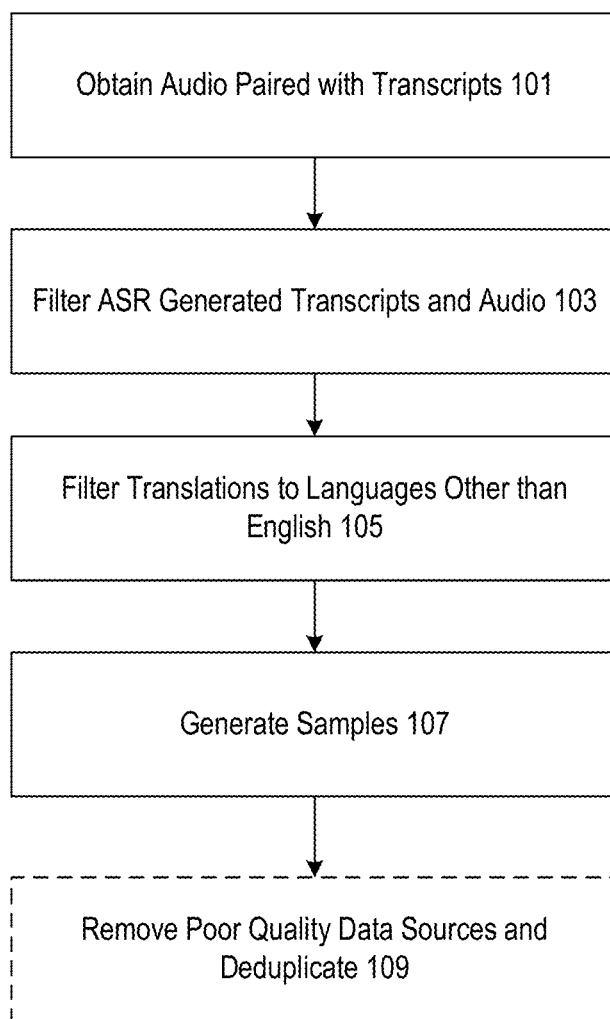 Obtain Audio Paired with Transcripts 101
Filter ASR Generated Transcripts and Audio 103
Filter Translations to Languages Other than
English 105
Generate Samples 107
Remove Poor Quality Data Sources and
Deduplicate 109